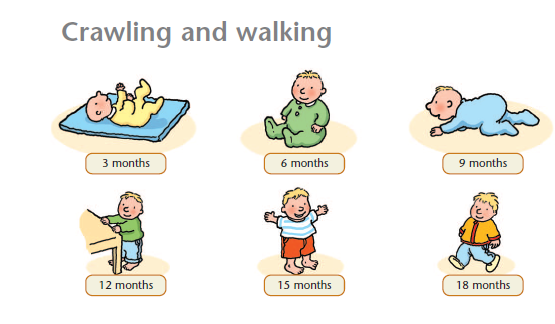 Crawling and walking
3 months
6 months
9 months
12 months
15 months
18 months